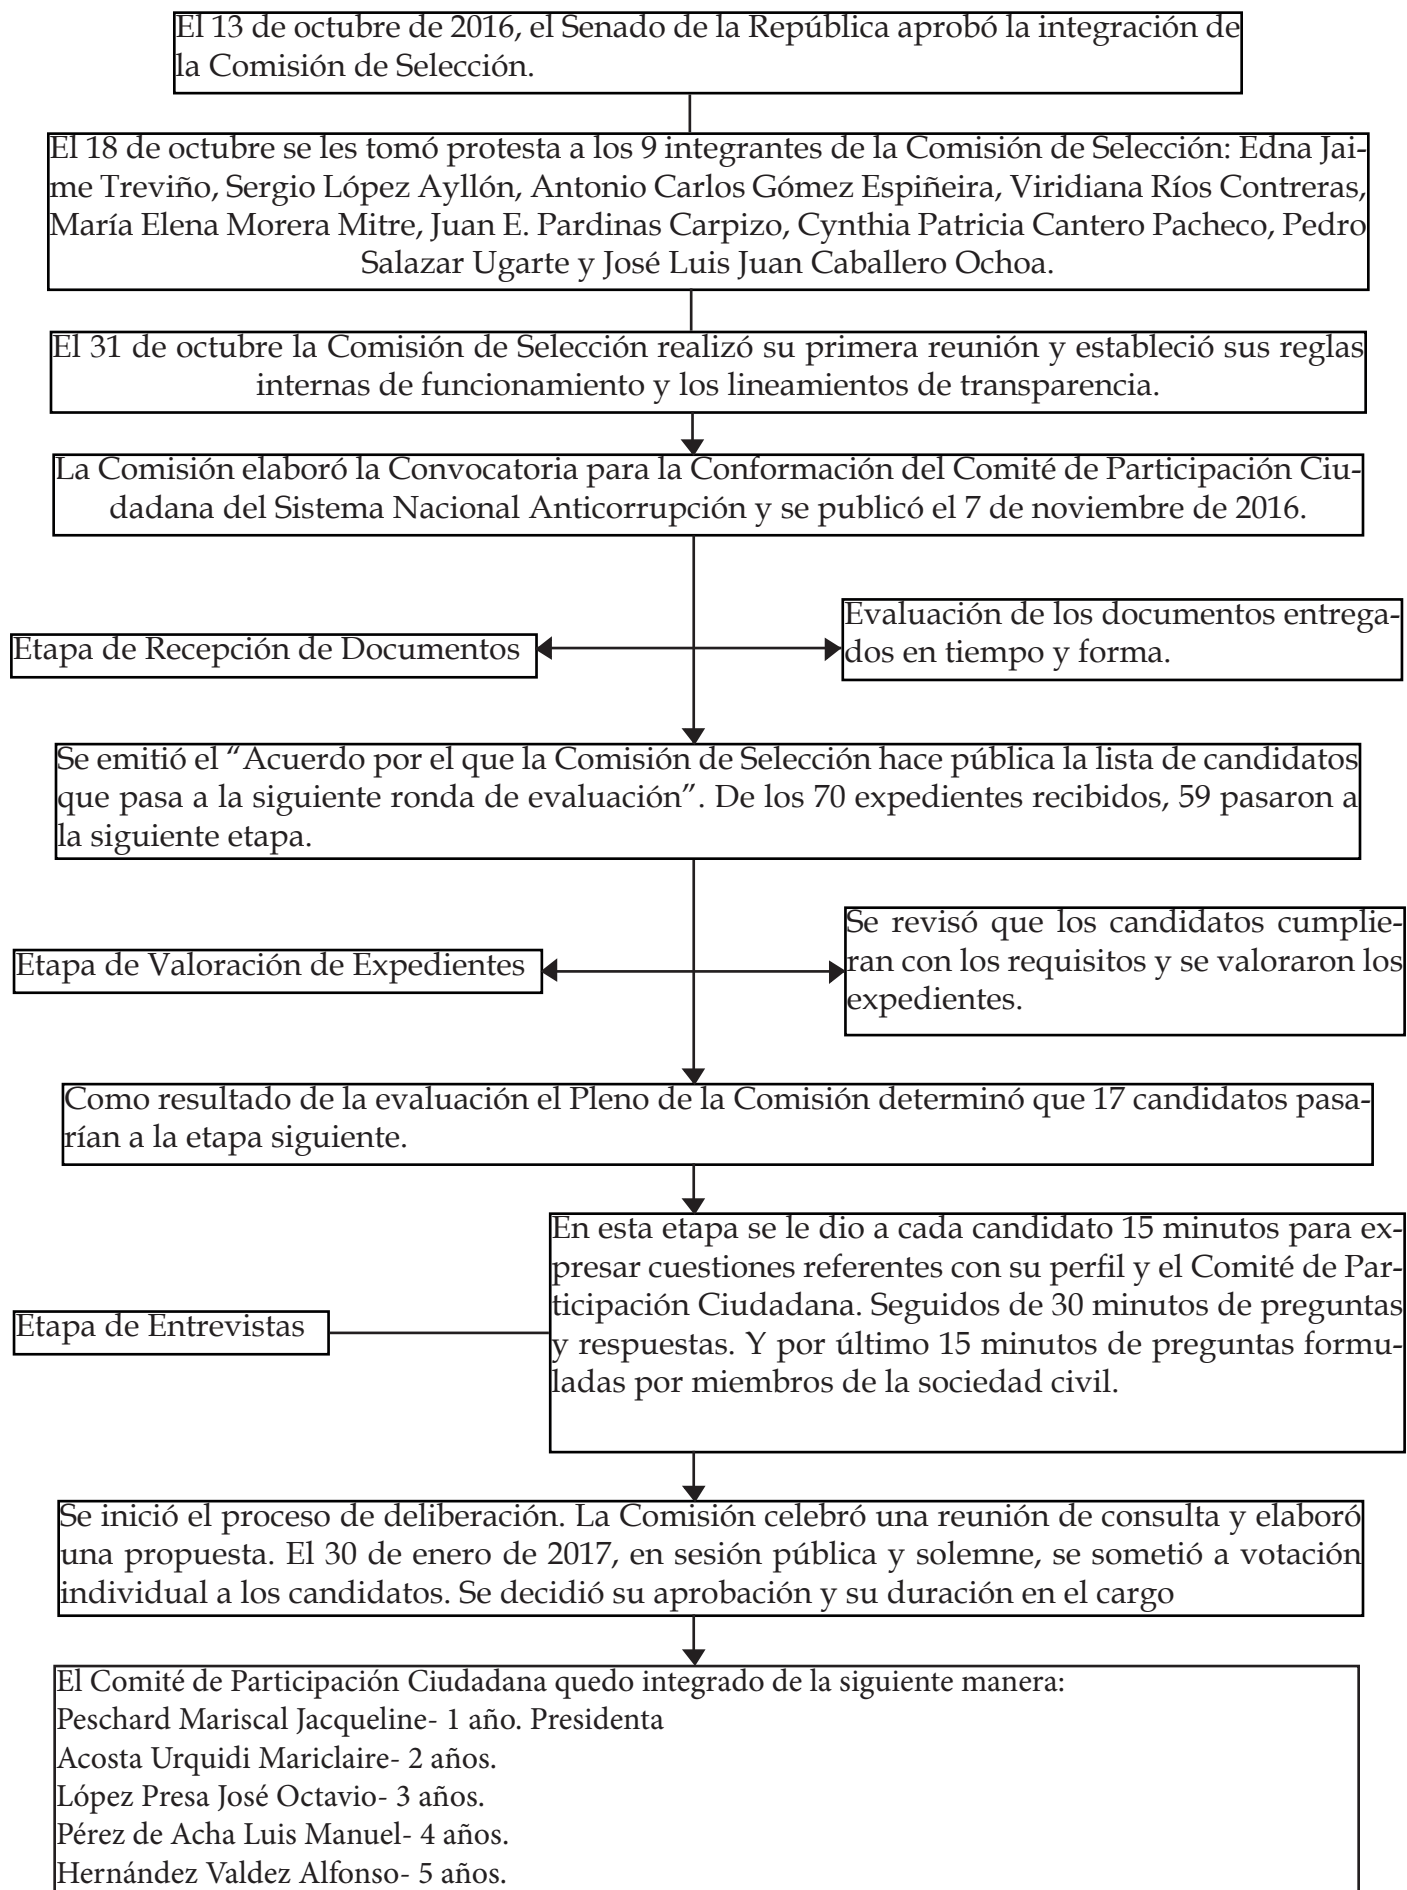 El 13 de octubre de 2016, el Senado de la República aprobó la integración de
la Comisión de Selección.
El 18 de octubre se les tomó protesta a los 9 integrantes de la Comisión de Selección: Edna Jai-
me Treviño, Sergio López Ayllón, Antonio Carlos Gómez Espiñeira, Viridiana Ríos Contreras,
María Elena Morera Mitre, Juan E. Pardinas Carpizo, Cynthia Patricia Cantero Pacheco, Pedro
Salazar Ugarte y José Luis Juan Caballero Ochoa.
El 31 de octubre la Comisión de Selección realizó su primera reunión y estableció sus reglas
internas de funcionamiento y los lineamientos de transparencia.
La Comisión elaboró la Convocatoria para la Conformación del Comité de Participación Ciu-
dadana del Sistema Nacional Anticorrupción y se publicó el 7 de noviembre de 2016.
Etapa de Recepción de Documentos
Evaluación de los documentos entrega-
dos en tiempo y forma.
Se emitió el “Acuerdo por el que la Comisión de Selección hace pública la lista de candidatos
que pasa a la siguiente ronda de evaluación”. De los 70 expedientes recibidos, 59 pasaron a
la siguiente etapa.
Etapa de Valoración de Expedientes
Se revisó que los candidatos cumplie-
ran con los requisitos y se valoraron los
expedientes.
Como resultado de la evaluación el Pleno de la Comisión determinó que 17 candidatos pasa-
rían a la etapa siguiente.
Etapa de Entrevistas
En esta etapa se le dio a cada candidato 15 minutos para ex-
presar cuestiones referentes con su perfil y el Comité de Par-
ticipación Ciudadana. Seguidos de 30 minutos de preguntas
y respuestas. Y por último 15 minutos de preguntas formu-
ladas por miembros de la sociedad civil.
Se inició el proceso de deliberación. La Comisión celebró una reunión de consulta y elaboró
una propuesta. El 30 de enero de 2017, en sesión pública y solemne, se sometió a votación
individual a los candidatos. Se decidió su aprobación y su duración en el cargo
El Comité de Participación Ciudadana quedo integrado de la siguiente manera:
Peschard Mariscal Jacqueline- 1 año. Presidenta
Acosta Urquidi Mariclaire- 2 años.
López Presa José Octavio- 3 años.
Pérez de Acha Luis Manuel- 4 años.
Hernández Valdez Alfonso- 5 años.